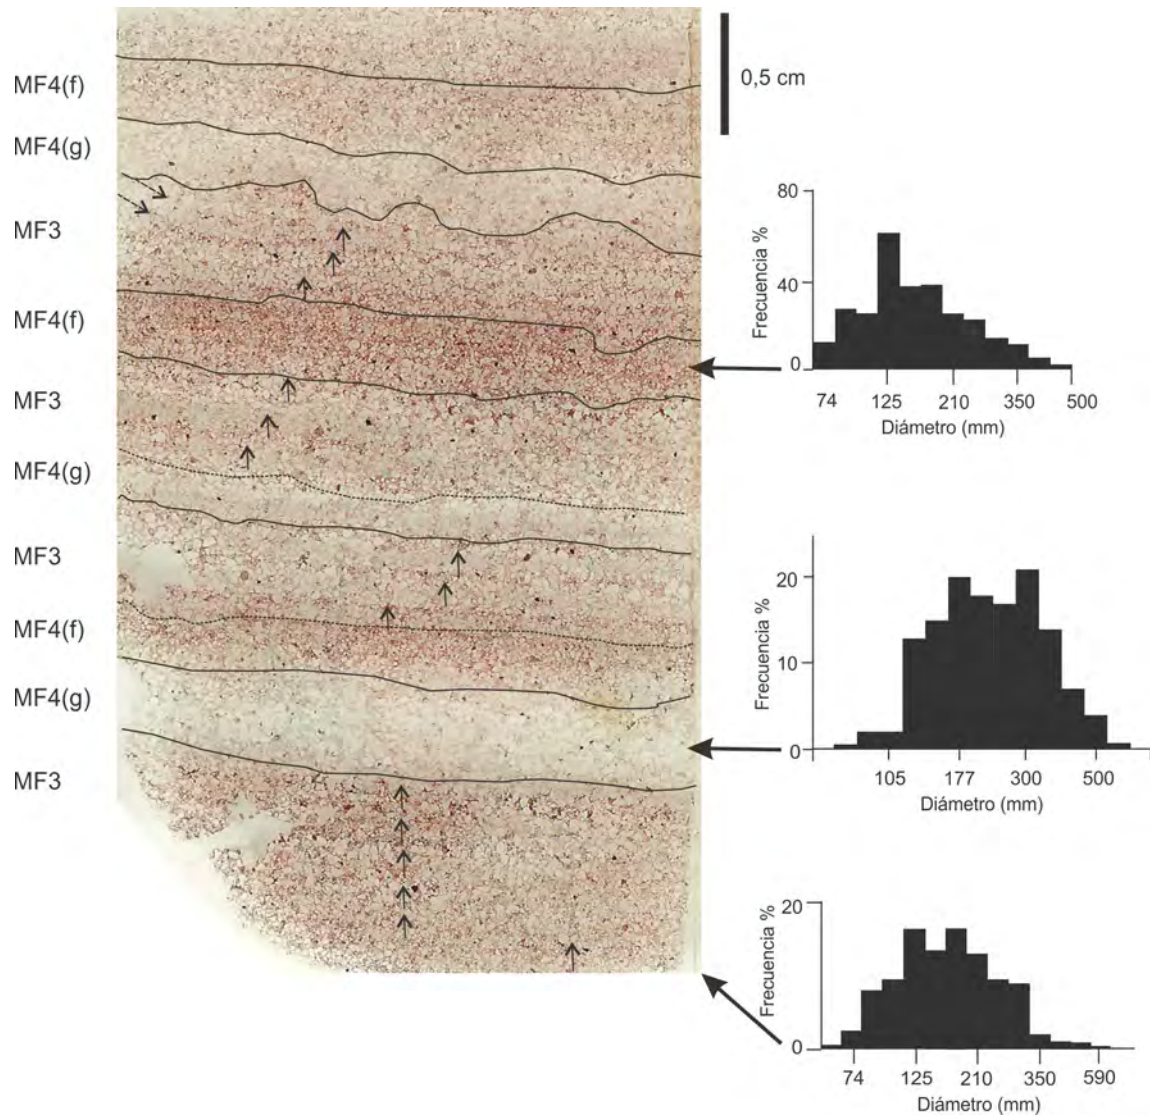 MF4(f)
MF4(g)
MF3
MF4(f)
MF3
MF4(g)
MF3
MF4(f)
MF4(g)
MF3
0,5 cm
Frecuencia %
80
40
0
74 125 210 350 500
Diámetro (mm)
Frecuencia %
20
10
0
105 177 300 500
Diámetro (mm)
Frecuencia %
20
0
74 125 210 350 590
Diámetro (mm)